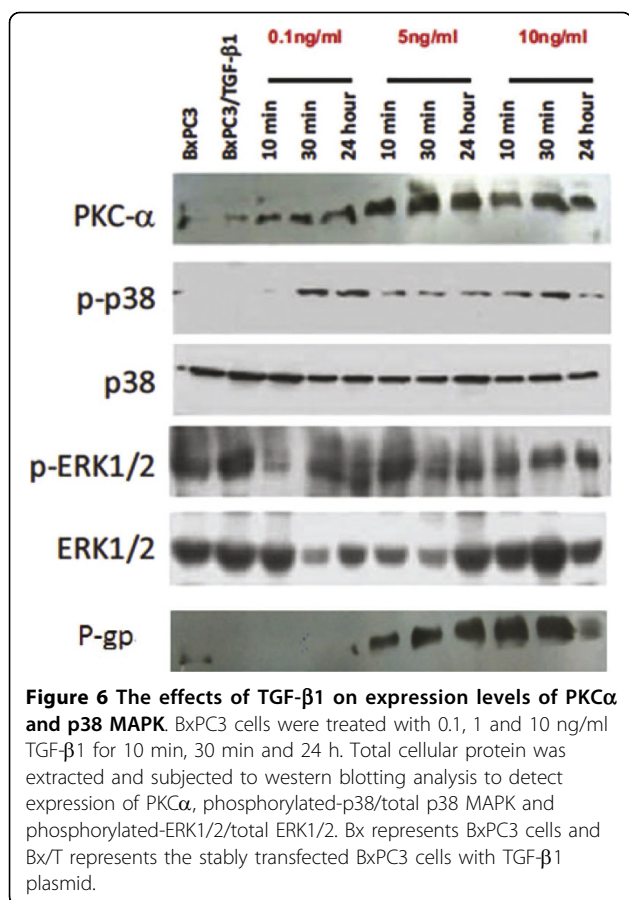 0.1ng/ml 5ng/ml 10ng/ml
BxPC3 BxPC3/TGF-β1 10 min 30 min 24 hour 10 min 30 min 24 hour 10 min 30 min 24 hour
PKC-α
p-p38
p38
p-ERK1/2
ERK1/2
P-gp
Figure 6 The effects of TGF-β1 on expression levels of PKCα
and p38 MAPK. BxPC3 cells were treated with 0.1, 1 and 10 ng/ml
TGF-β1 for 10 min, 30 min and 24 h. Total cellular protein was
extracted and subjected to western blotting analysis to detect
expression of PKCα, phosphorylated-p38/total p38 MAPK and
phosphorylated-ERK1/2/total ERK1/2. Bx represents BxPC3 cells and
Bx/T represents the stably transfected BxPC3 cells with TGF-β1
plasmid.